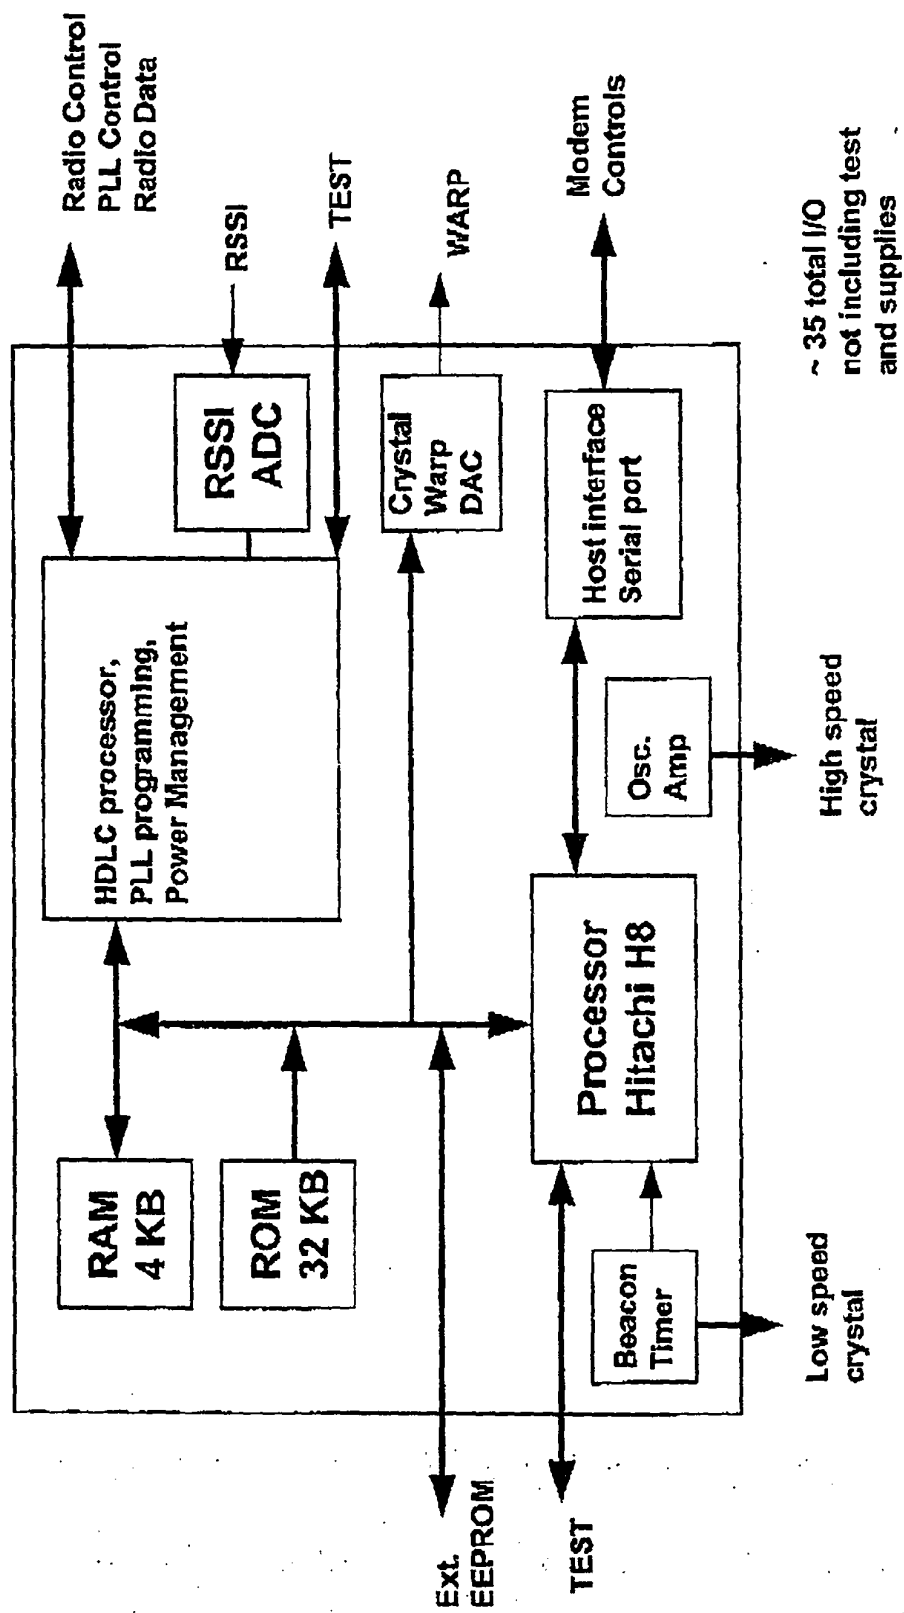 Radio Control
PLL Control
Radio Data
RSSI
TEST
WARP
Modem
Controls
~ 35 total I/O
not including test
and supplies
HDLC processor,
PLL programming,
Power Management
RSSI
ADC
Crystal
Warp
DAC
Host interface
Serial port
Osc.
Amp
High speed
crystal
RAM
4 KB
ROM
32 KB
Processor
Hitachi H8
Beacon
Timer
Low speed
crystal
Ext.
EEPROM
TEST